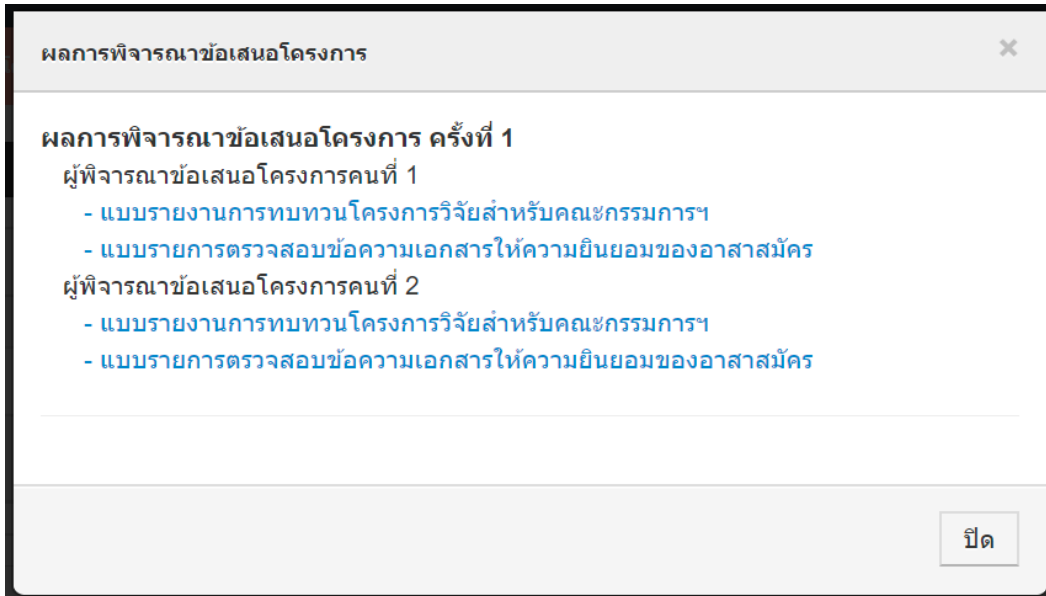 ผลการพิจารณาข้อเสนอโครงการ
×
ผลการพิจารณาข้อเสนอโครงการ ครั้งที่ 1
ผู้พิจารณาข้อเสนอโครงการคนที่ 1
- แบบรายงานการทบทวนโครงการวิจัยสำหรับคณะกรรมการฯ
- แบบรายการตรวจสอบข้อความเอกสารให้ความยินยอมของอาสาสมัคร
ผู้พิจารณาข้อเสนอโครงการคนที่ 2
- แบบรายงานการทบทวนโครงการวิจัยสำหรับคณะกรรมการฯ
- แบบรายการตรวจสอบข้อความเอกสารให้ความยินยอมของอาสาสมัคร
ปิด